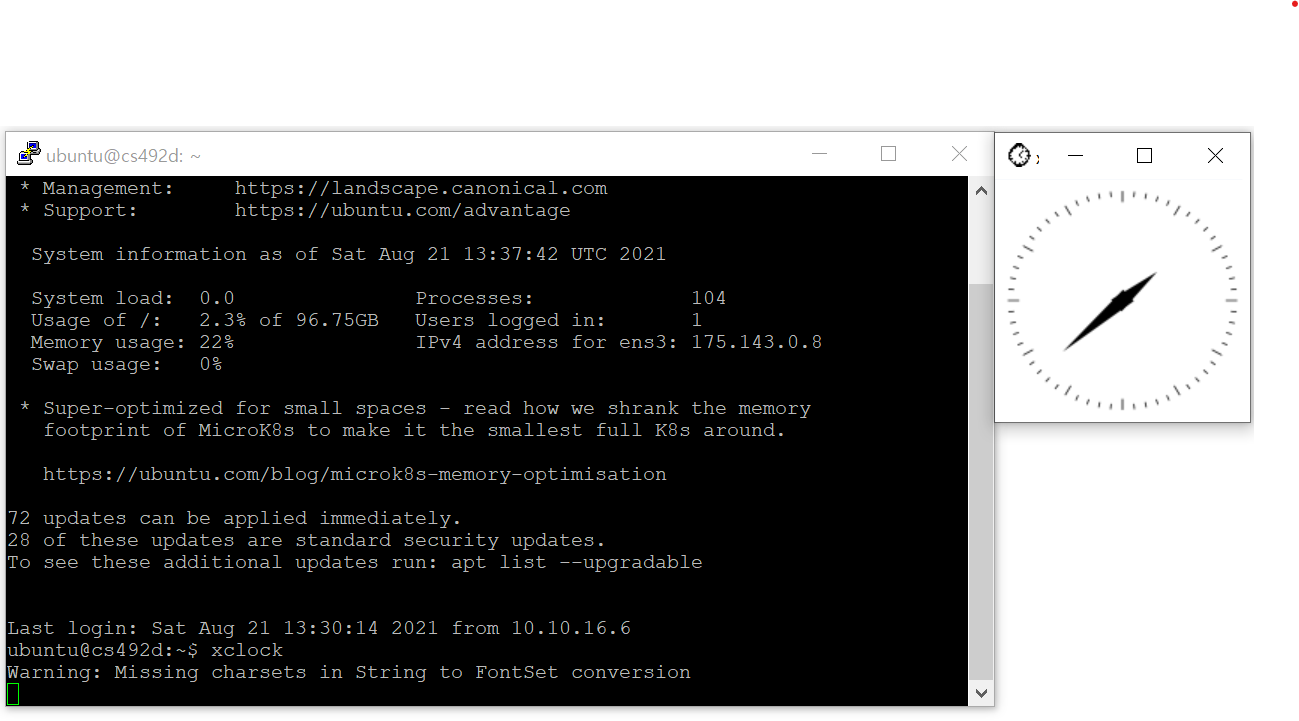 ubuntu@cs492d: ~
* Management:     https://landscape.canonical.com
* Support:        https://ubuntu.com/advantage
System information as of Sat Aug 21 13:37:42 UTC 2021
System load:  0.0               Processes:             104
Usage of /:   2.3% of 96.75GB   Users logged in:       1
Memory usage: 22%               IPv4 address for ens3: 175.143.0.8
Swap usage:   0%
* Super-optimized for small spaces - read how we shrank the memory
footprint of MicroK8s to make it the smallest full K8s around.
https://ubuntu.com/blog/microk8s-memory-optimisation
72 updates can be applied immediately.
28 of these updates are standard security updates.
To see these additional updates run: apt list --upgradable
Last login: Sat Aug 21 13:30:14 2021 from 10.10.16.6
ubuntu@cs492d:~$ xclock
Warning: Missing charsets in String to FontSet conversion